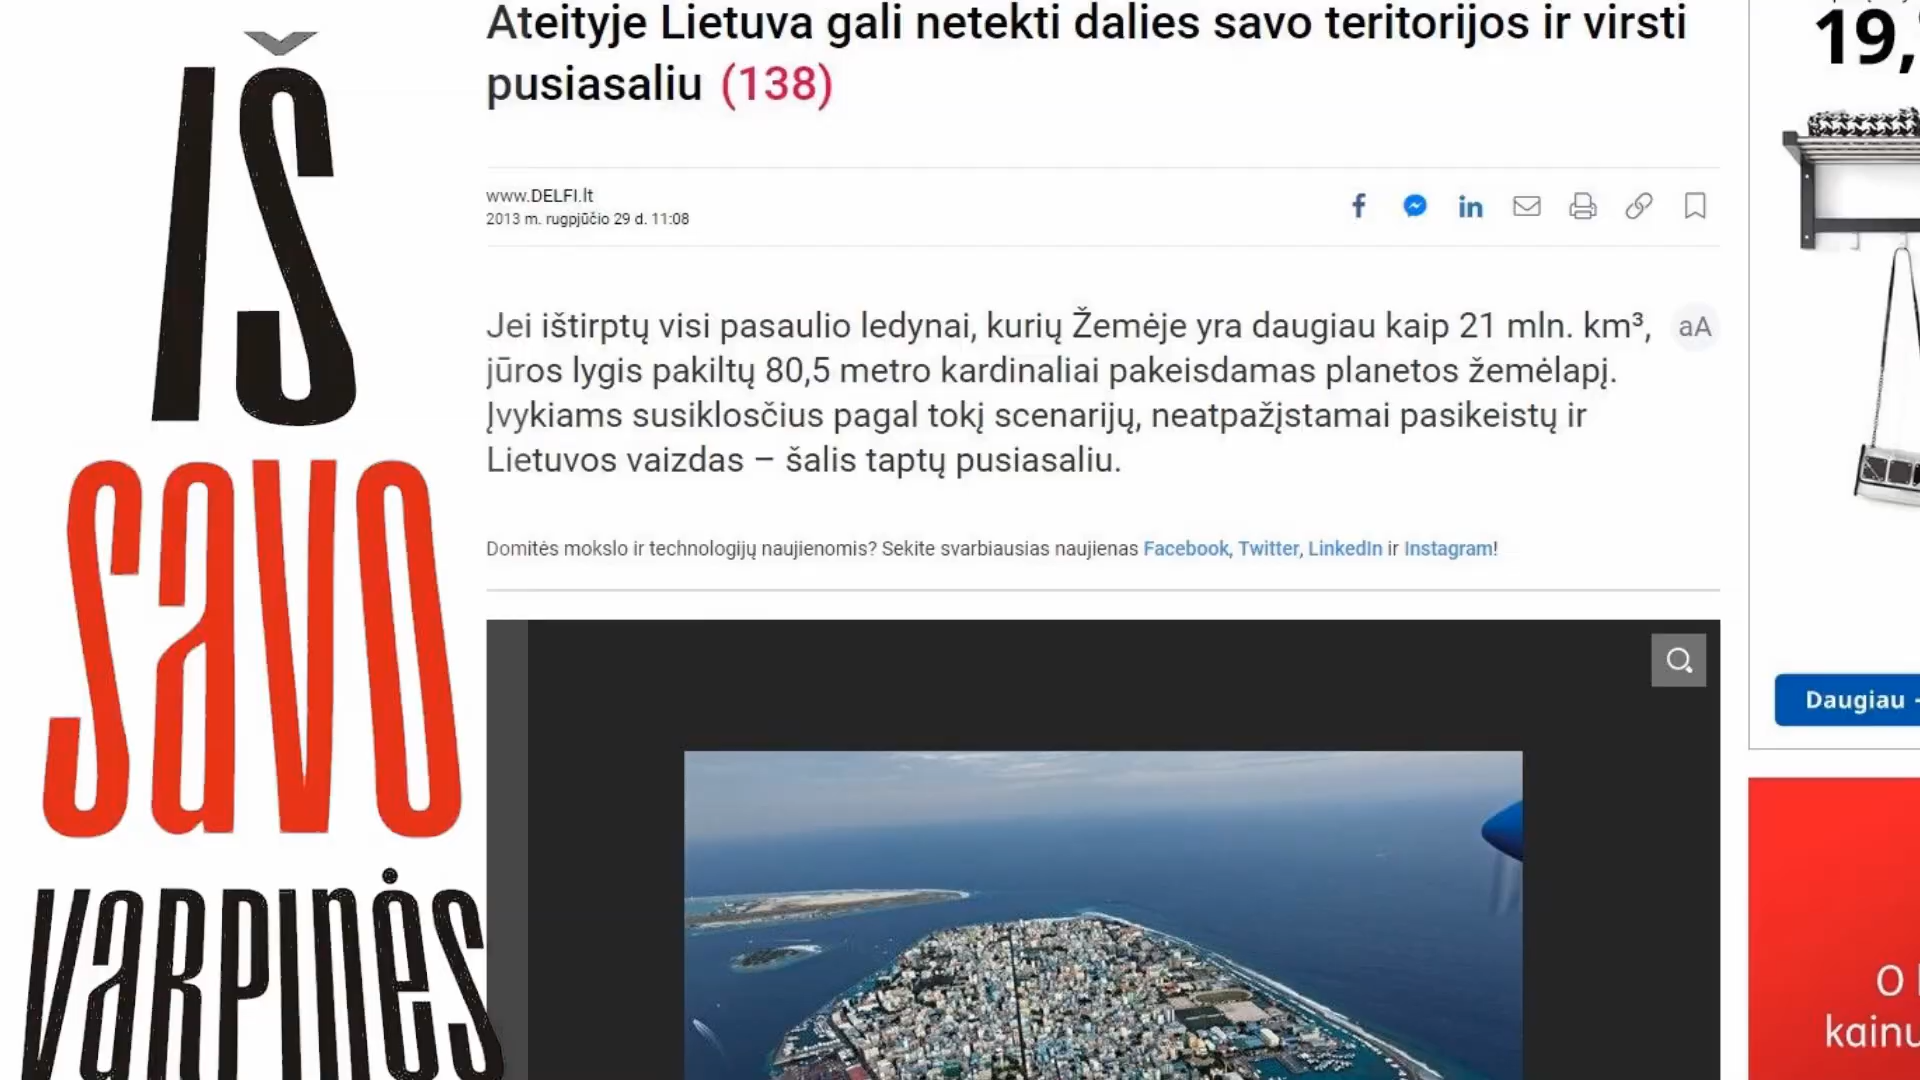 IŠ
savo
varpinės
Ateityje Lietuva gali netekti dalies savo teritorijos ir virsti
pusiasaliu (138)
www.DELFI.lt
2013 m. rugpjūčio 29 d. 11:08
Jei ištirptų visi pasaulio ledynai, kurių Žemėje yra daugiau kaip 21 mln. km³,
aA
jūros lygis pakiltų 80,5 metro kardinaliai pakeisdamas planetos žemėlapį.
Įvykiams susiklosčius pagal tokį scenarijų, neatpažįstamai pasikeistų ir
Lietuvos vaizdas – šalis taptų pusiasaliu.
Domitės mokslo ir technologijų naujienomis? Sekite svarbiausias naujienas Facebook, Twitter, LinkedIn ir Instagram!
19,
Daugiau
O
kainu